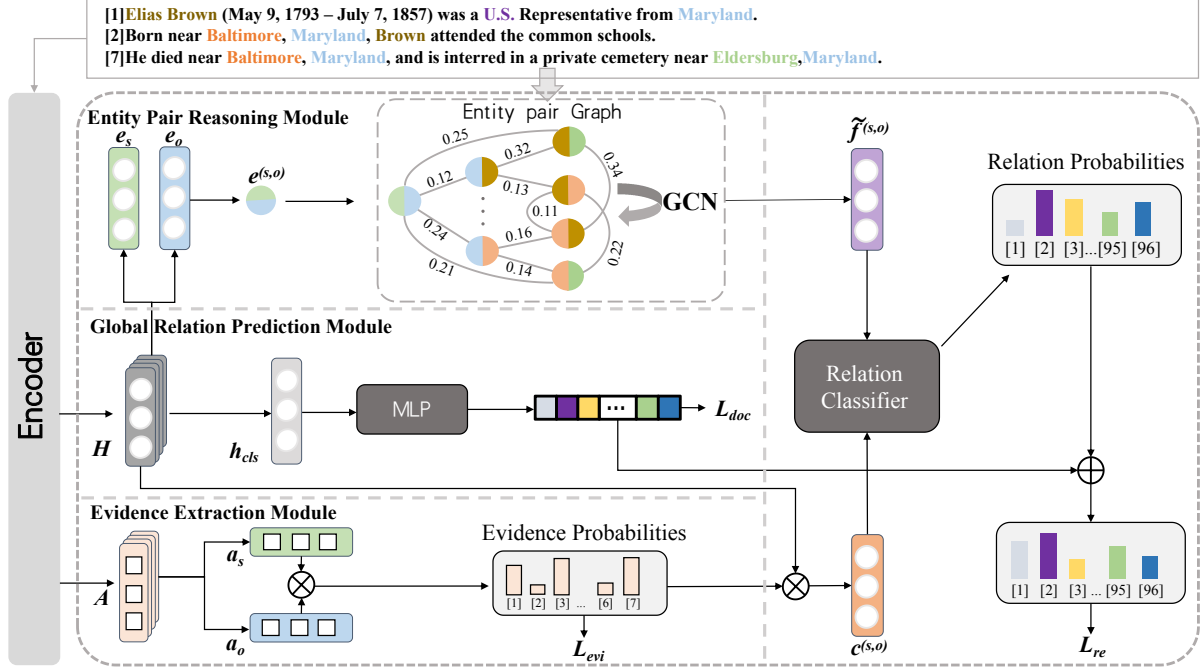 [1]Elias Brown (May 9, 1793 – July 7, 1857) was a U.S. Representative from Maryland.
[2]Born near Baltimore, Maryland, Brown attended the common schools.
[7]He died near Baltimore, Maryland, and is interred in a private cemetery near Eldersburg,Maryland.
Encoder
Entity Pair Reasoning Module
e_s
e_o
e^(s,o)
Entity pair Graph
0.25
0.32
0.34
0.12
0.13
0.11
0.24
0.16
0.22
0.21
0.14
GCN
f̃^(s,o)
Relation Probabilities
[1] [2] [3]...[95] [96]
Relation
Classifier
Global Relation Prediction Module
H
h_cls
MLP
...
L_doc
Evidence Extraction Module
A
a_s
a_o
Evidence Probabilities
[1] [2] [3] ... [6] [7]
L_evi
c^(s,o)
[1] [2] [3] ... [95] [96]
L_re